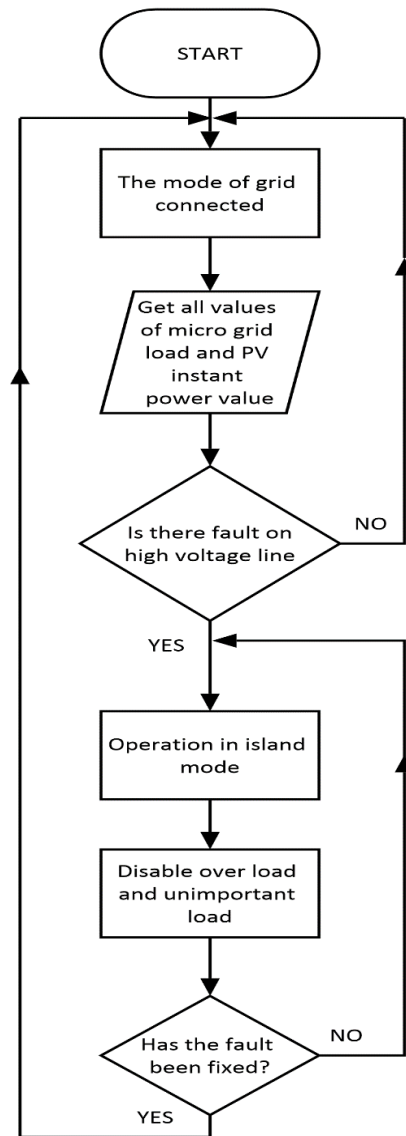 START
The mode of grid
connected
Get all values
of micro grid
load and PV
instant
power value
Is there fault on
high voltage line
NO
YES
Operation in island
mode
Disable over load
and unimportant
load
Has the fault
been fixed?
NO
YES